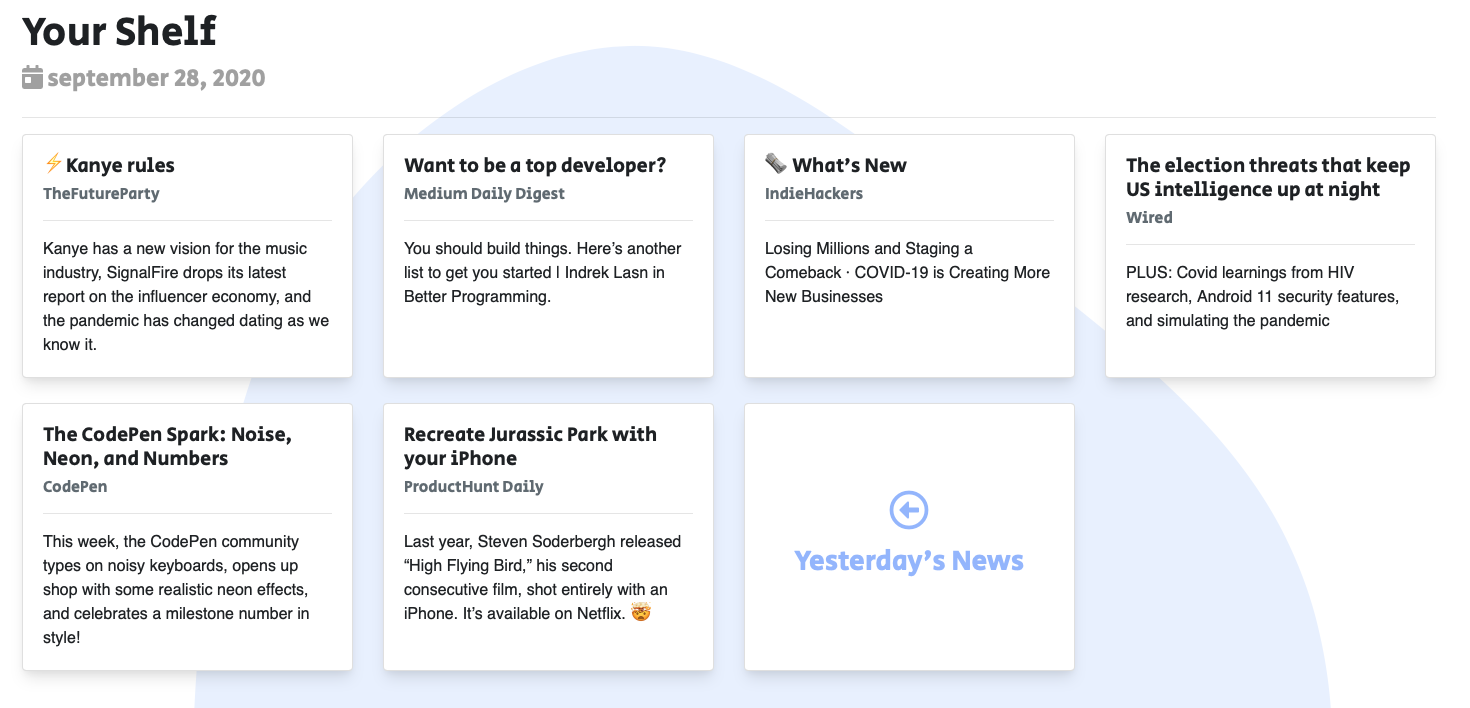 Your Shelf
september 28, 2020
⚡Kanye rules
TheFutureParty
Kanye has a new vision for the music
industry, SignalFire drops its latest
report on the influencer economy, and
the pandemic has changed dating as we
know it.
Want to be a top developer?
Medium Daily Digest
You should build things. Here’s another
list to get you started | Indrek Lasn in
Better Programming.
🗞 What’s New
IndieHackers
Losing Millions and Staging a
Comeback · COVID-19 is Creating More
New Businesses
The election threats that keep
US intelligence up at night
Wired
PLUS: Covid learnings from HIV
research, Android 11 security features,
and simulating the pandemic
The CodePen Spark: Noise,
Neon, and Numbers
CodePen
This week, the CodePen community
types on noisy keyboards, opens up
shop with some realistic neon effects,
and celebrates a milestone number in
style!
Recreate Jurassic Park with
your iPhone
ProductHunt Daily
Last year, Steven Soderbergh released
“High Flying Bird,” his second
consecutive film, shot entirely with an
iPhone. It’s available on Netflix. 🤯
Yesterday’s News